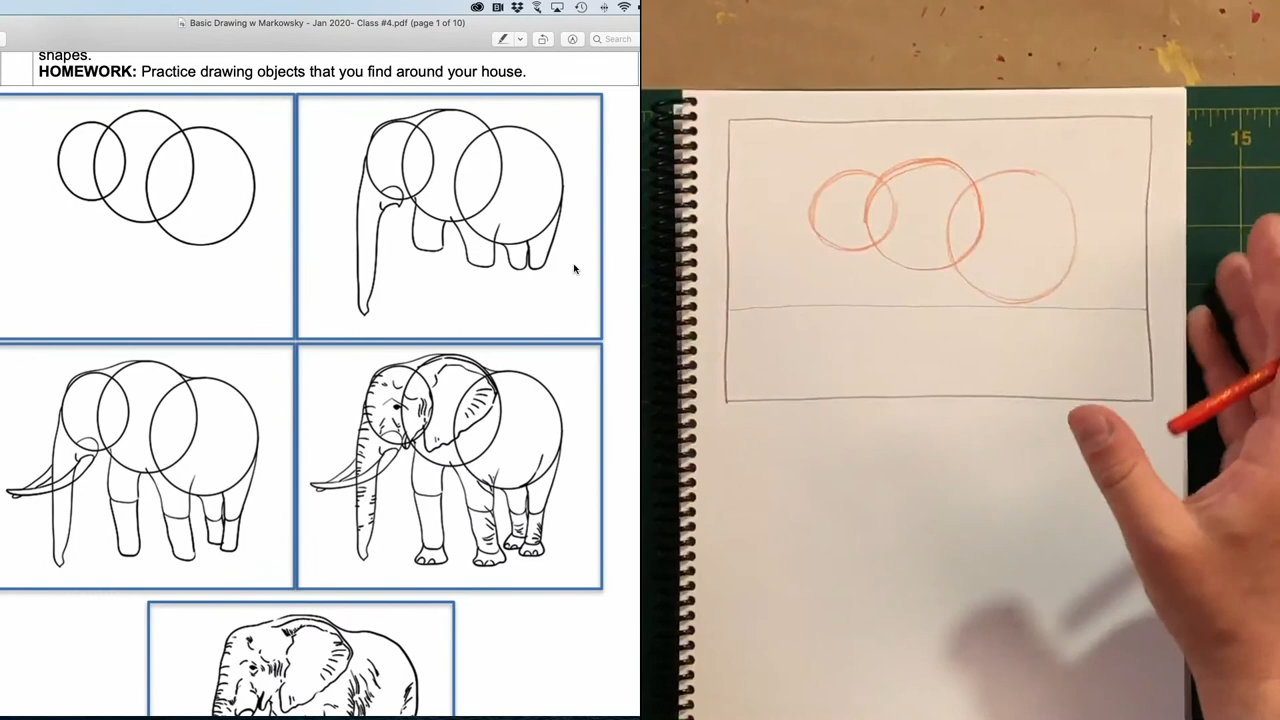 Basic Drawing w Markowsky - Jan 2020- Class #4.pdf (page 1 of 10)
Search
shapes.
HOMEWORK: Practice drawing objects that you find around your house.
4
15